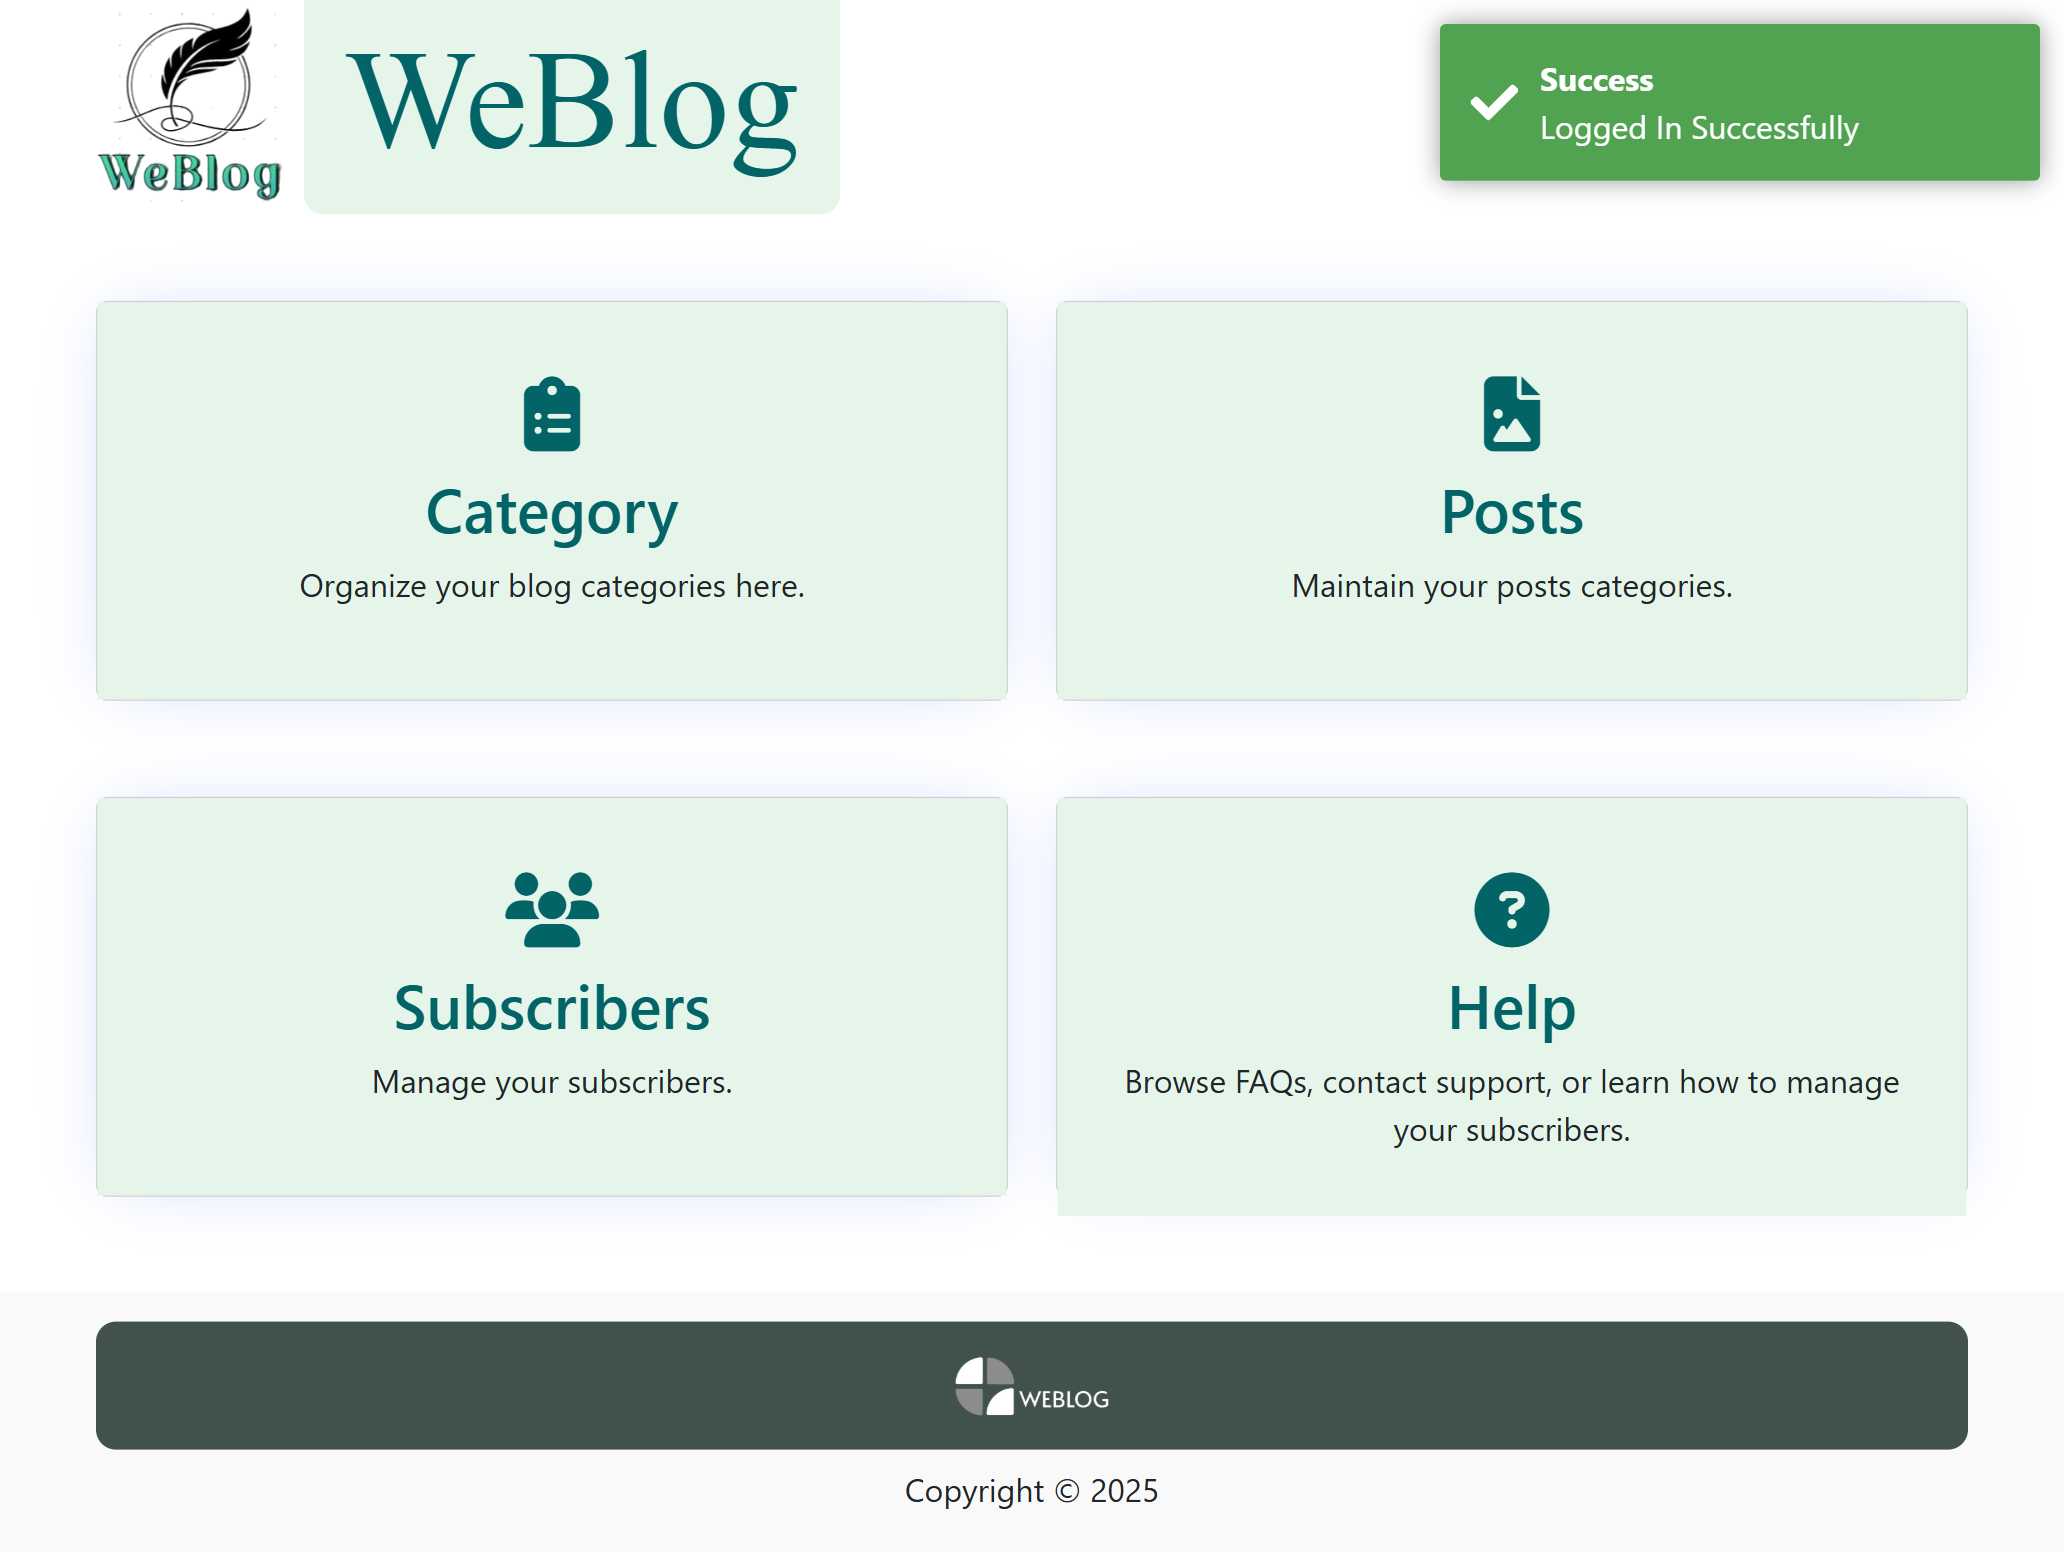 WeBlog
WeBlog
Success
Logged In Successfully
Category
Organize your blog categories here.
Posts
Maintain your posts categories.
Subscribers
Manage your subscribers.
Help
Browse FAQs, contact support, or learn how to manage
your subscribers.
WEBLOG
Copyright © 2025